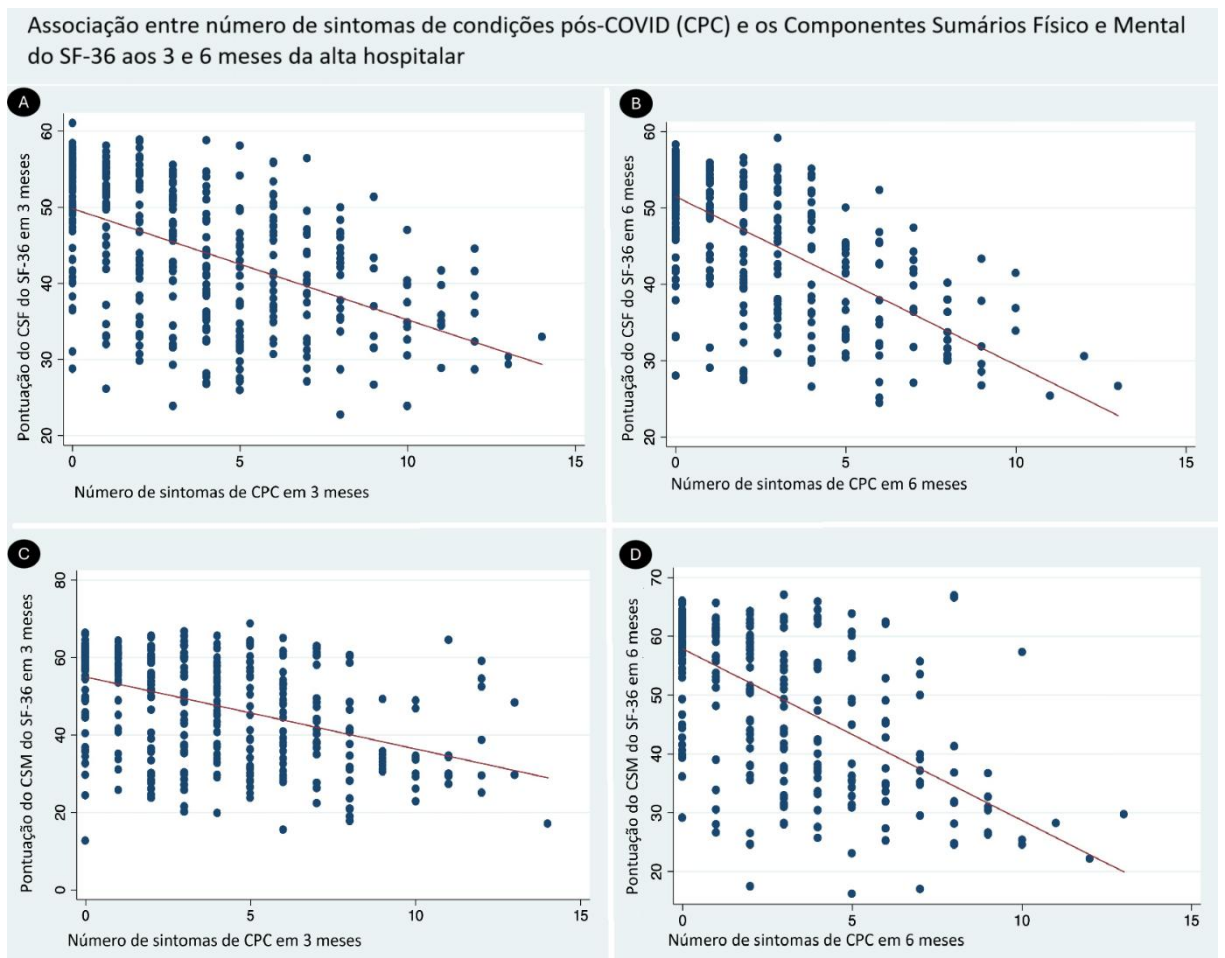 Associação entre número de sintomas de condições pós-COVID (CPC) e os Componentes Sumários Físico e Mental
do SF-36 aos 3 e 6 meses da alta hospitalar
A
Pontuação do CSF do SF-36 em 3 meses
60
50
40
30
20
0 5 10 15
Número de sintomas de CPC em 3 meses
B
Pontuação do CSF do SF-36 em 6 meses
60
50
40
30
20
0 5 10 15
Número de sintomas de CPC em 6 meses
C
Pontuação do CSM do SF-36 em 3 meses
80
60
40
20
0
0 5 10 15
Número de sintomas de CPC em 3 meses
D
Pontuação do CSM do SF-36 em 6 meses
70
60
50
40
30
20
0 5 10 15
Número de sintomas de CPC em 6 meses